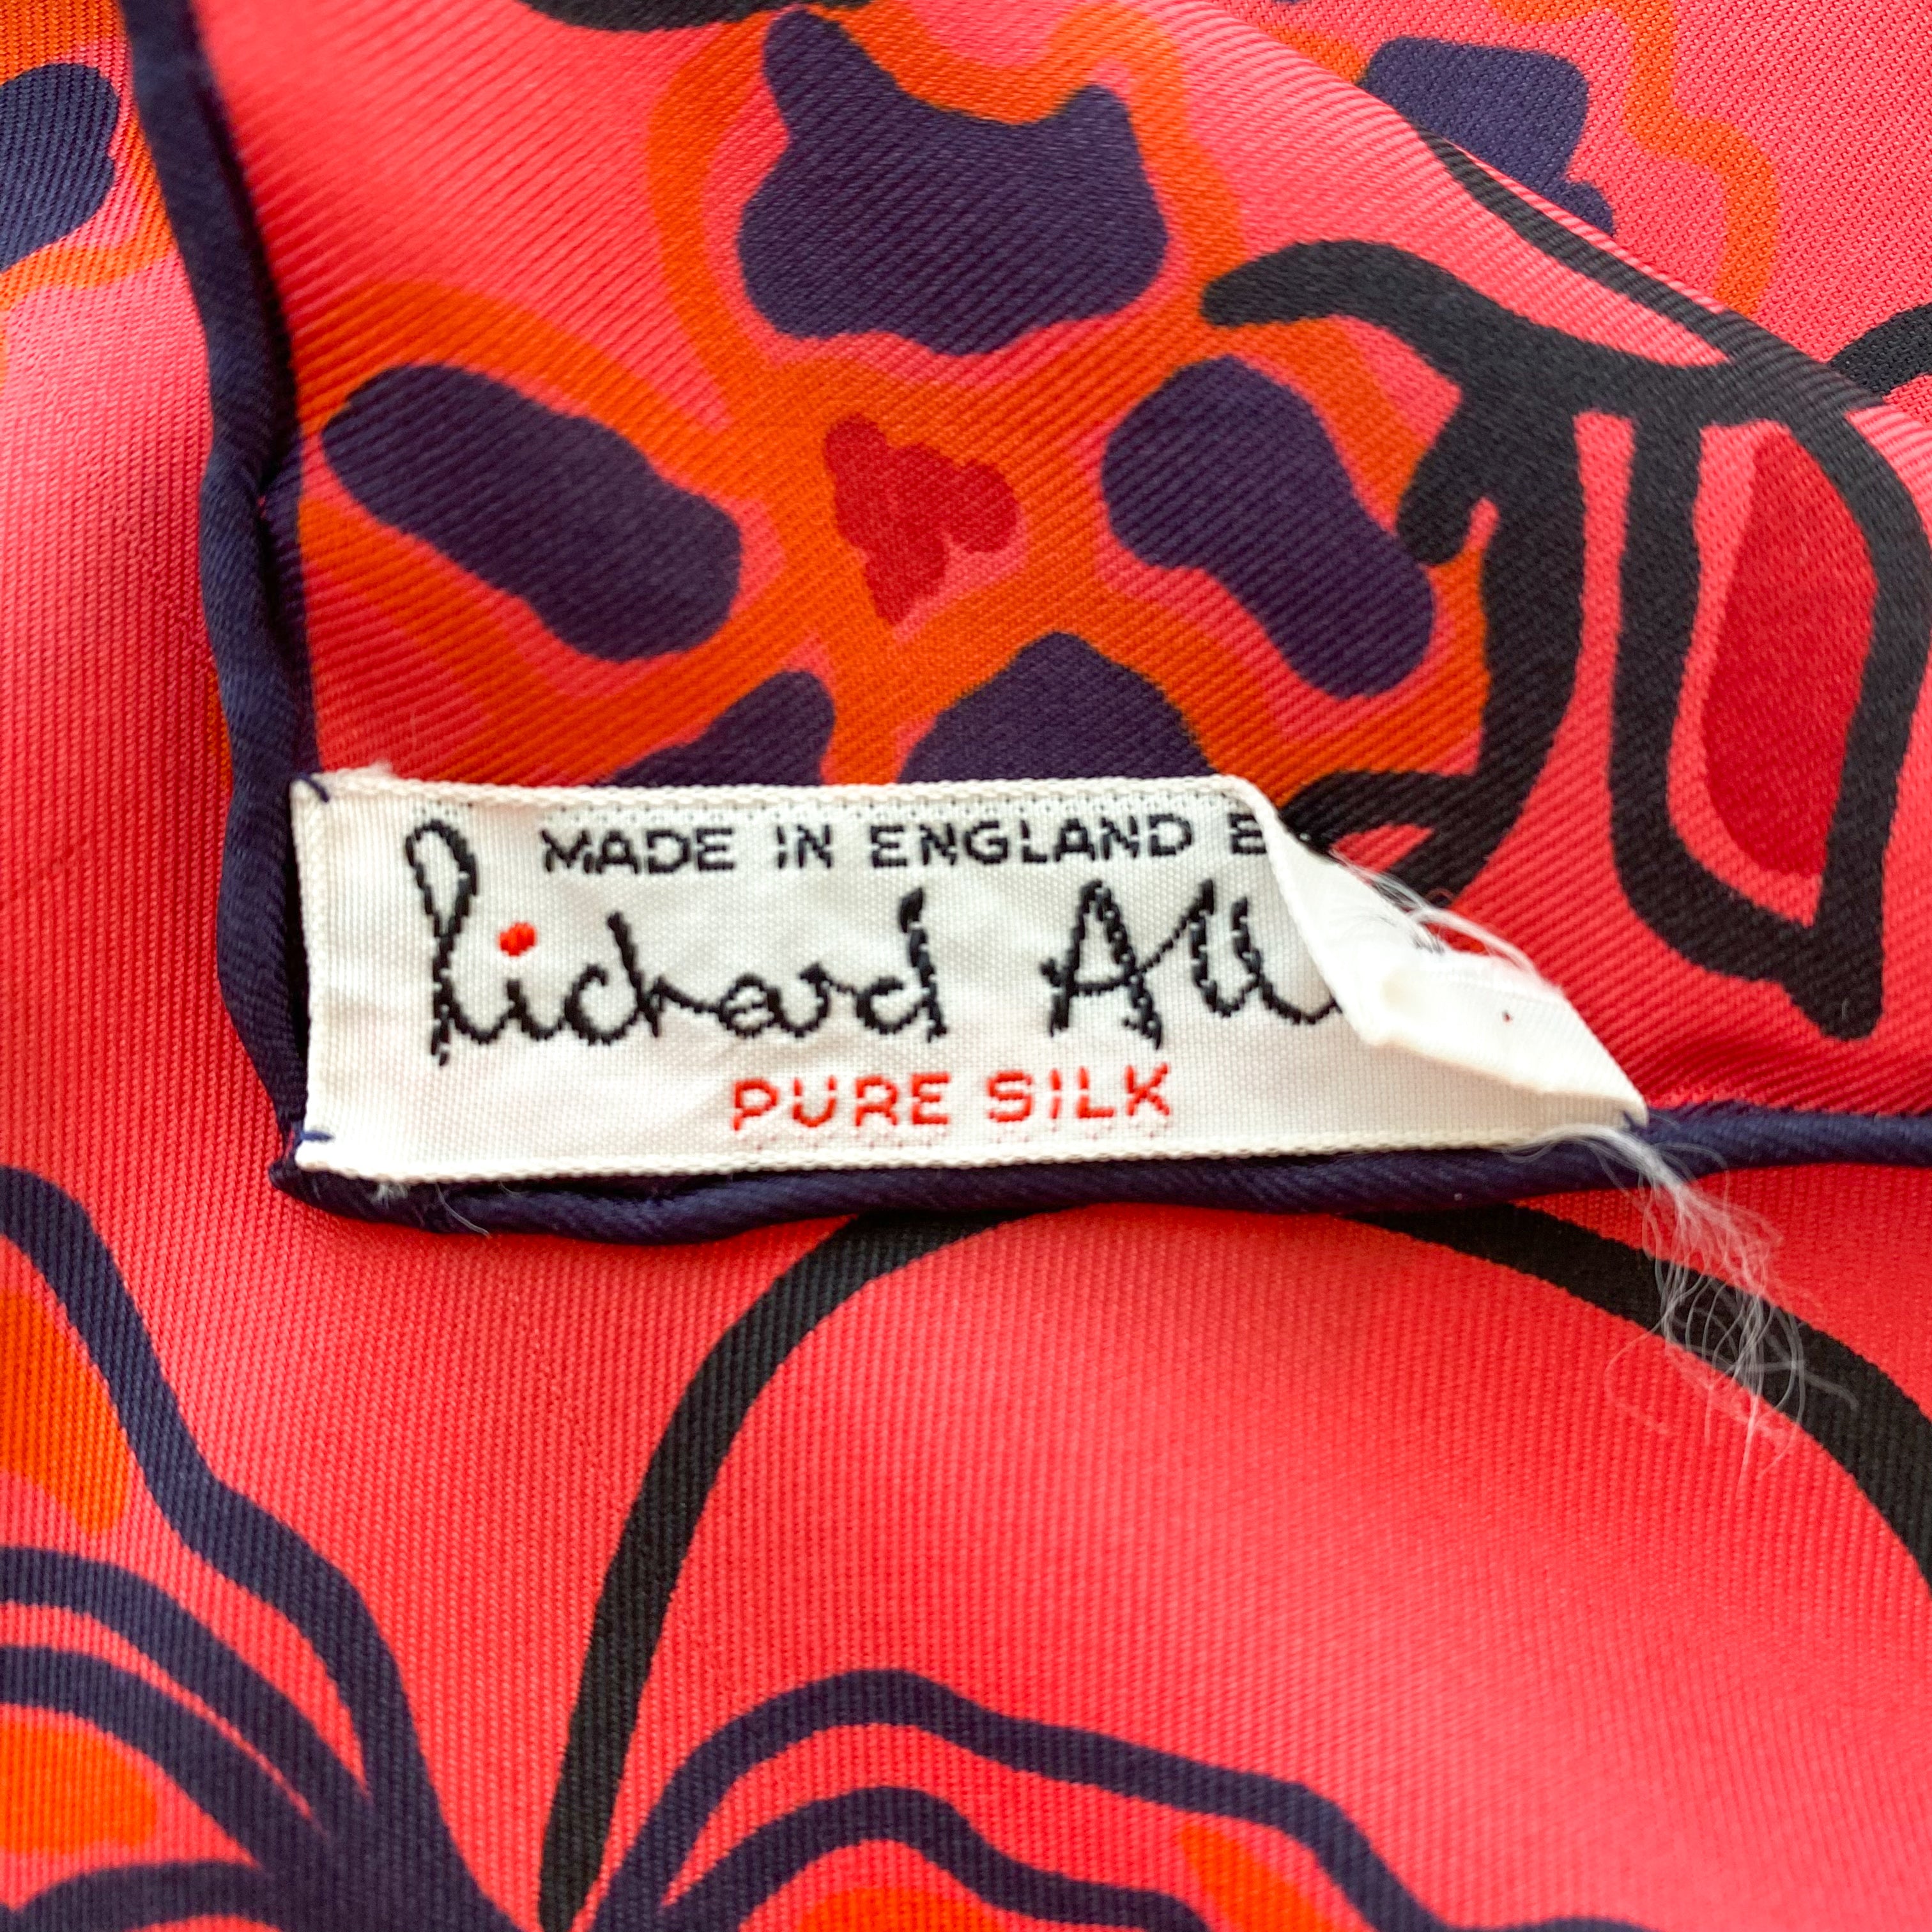 MADE IN ENGLAND
Richard All
PURE SILK